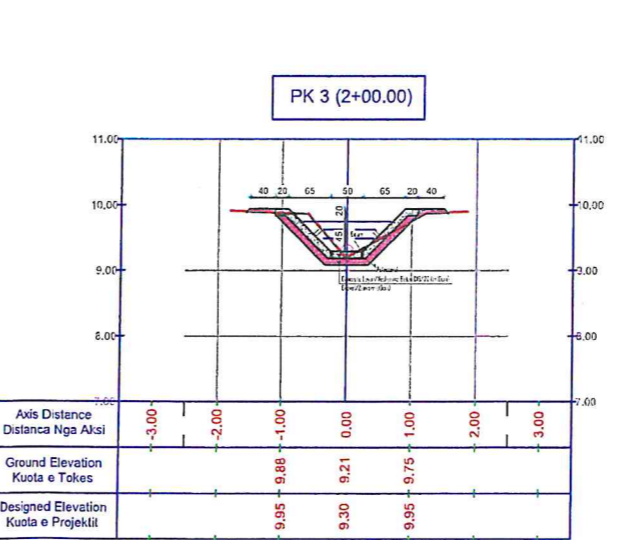 PK 3 (2+00.00)
11.00 11.00
40 20 65 50 65 20 40
10.00 10.00
20
45
9.00 9.00
8.00 8.00
7.00 7.00
Axis Distance
Distanca Nga Aksi
-3.00 -2.00 -1.00 0.00 1.00 2.00 3.00
Ground Elevation
Kuota e Tokes
9.88 9.21 9.75
Designed Elevation
Kuota e Projektit
9.95 9.30 9.95